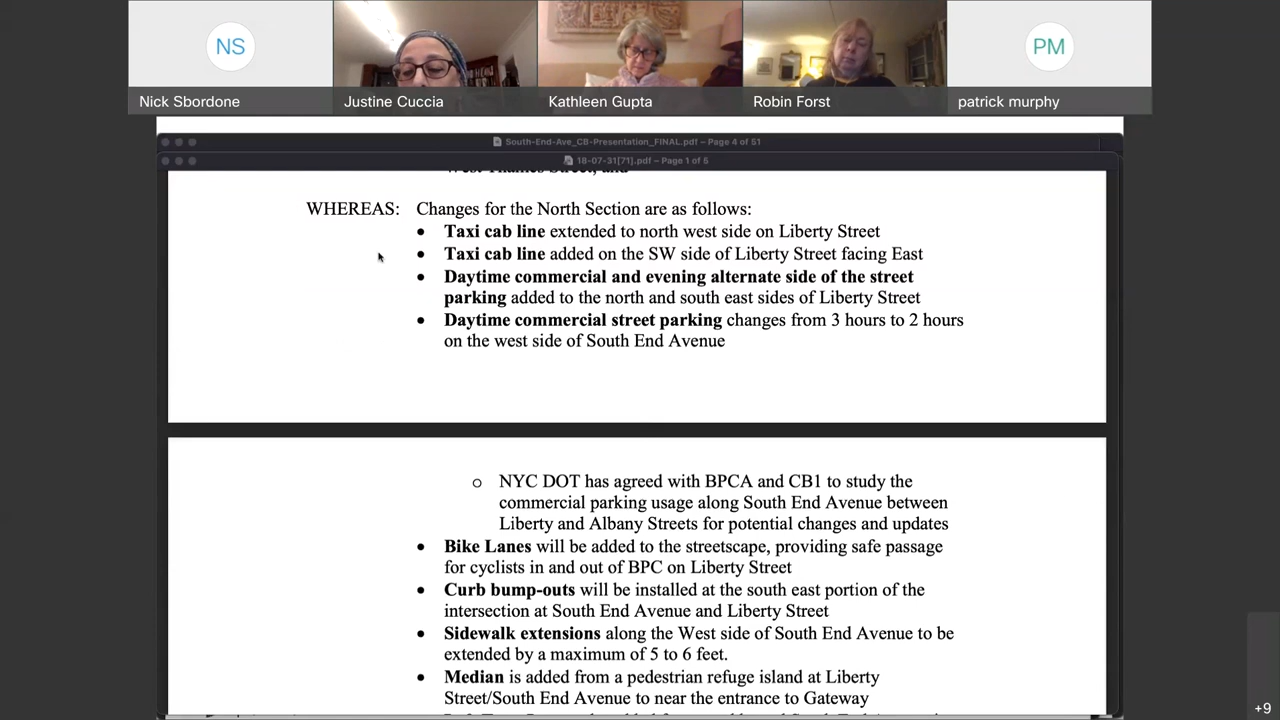 NS
PM
Nick Sbordone
Justine Cuccia
Kathleen Gupta
Robin Forst
patrick murphy
South-End-Ave_CB-Presentation_FINAL.pdf – Page 4 of 51
18-07-31[71].pdf – Page 1 of 5
West Thames Street; and
WHEREAS: Changes for the North Section are as follows:
• Taxi cab line extended to north west side on Liberty Street
• Taxi cab line added on the SW side of Liberty Street facing East
• Daytime commercial and evening alternate side of the street
parking added to the north and south east sides of Liberty Street
• Daytime commercial street parking changes from 3 hours to 2 hours
on the west side of South End Avenue
o NYC DOT has agreed with BPCA and CB1 to study the
commercial parking usage along South End Avenue between
Liberty and Albany Streets for potential changes and updates
• Bike Lanes will be added to the streetscape, providing safe passage
for cyclists in and out of BPC on Liberty Street
• Curb bump-outs will be installed at the south east portion of the
intersection at South End Avenue and Liberty Street
• Sidewalk extensions along the West side of South End Avenue to be
extended by a maximum of 5 to 6 feet.
• Median is added from a pedestrian refuge island at Liberty
Street/South End Avenue to near the entrance to Gateway
+9